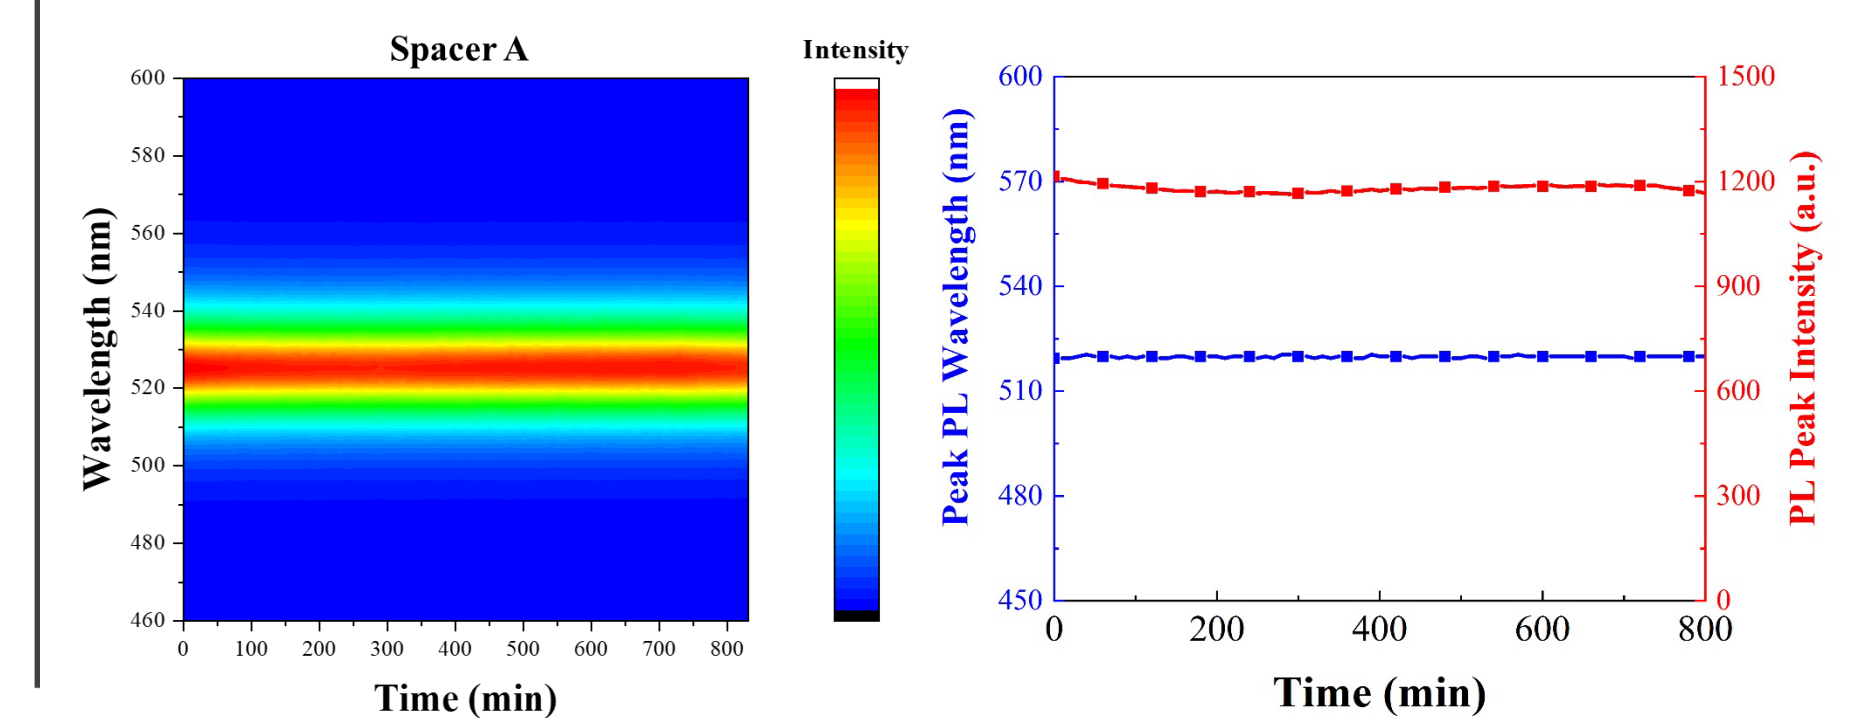 Spacer A
Intensity
Wavelength (nm)
600
580
560
540
520
500
480
460
0 100 200 300 400 500 600 700 800
Time (min)
Peak PL Wavelength (nm)
600
570
540
510
480
450
1500
1200
900
600
300
0
PL Peak Intensity (a.u.)
0 200 400 600 800
Time (min)